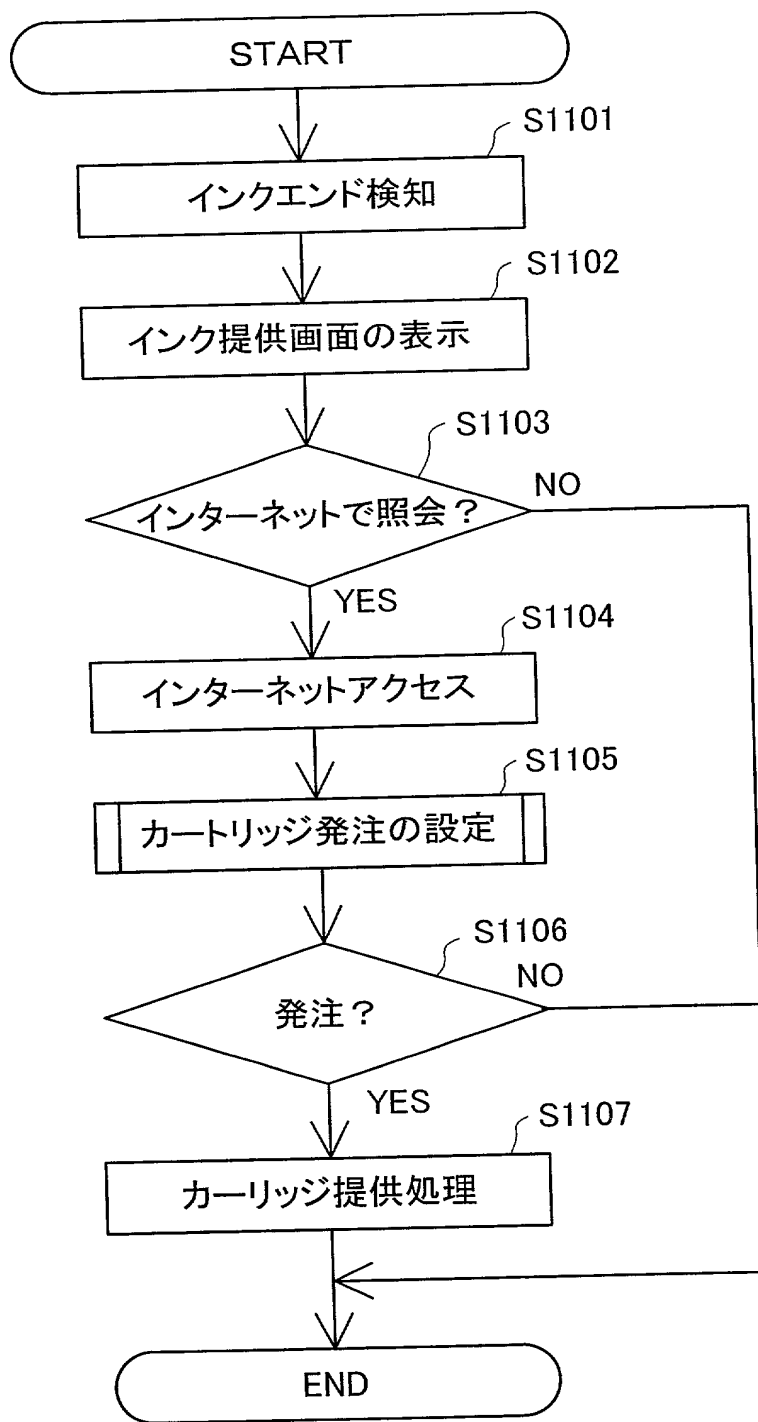 START
S1101
インクエンド検知
S1102
インク提供画面の表示
S1103
インターネットで照会？
NO
YES
S1104
インターネットアクセス
S1105
カートリッジ発注の設定
S1106
発注？
NO
YES
S1107
カーリッジ提供処理
END